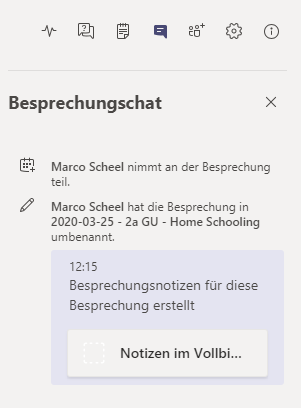 Besprechungschat
Marco Scheel nimmt an der Besprechung
teil.
Marco Scheel hat die Besprechung in
2020-03-25 - 2a GU - Home Schooling
umbenannt.
12:15
Besprechungsnotizen für diese
Besprechung erstellt
Notizen im Vollbi...